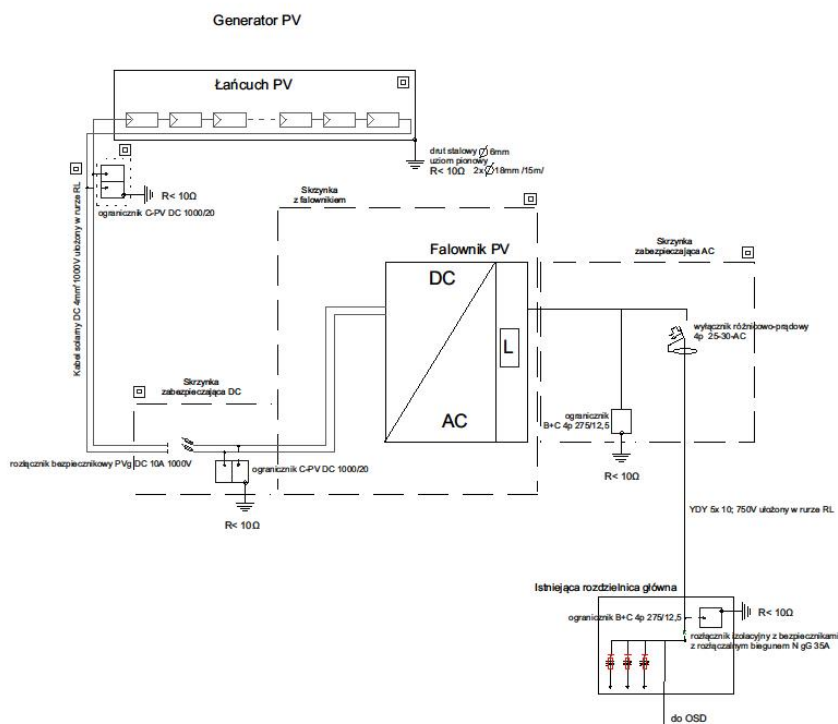 Generator PV
Łańcuch PV
drut stalowy ∅ 6mm
uziom pionowy
R< 10Ω 2x∅18mm /15m/
R< 10Ω
ogranicznik C-PV DC 1000/20
Kabel solarny DC 4mm² 1000V ułożony w rurze RL
Skrzynka
z falownikiem
Falownik PV
DC
AC
L
Skrzynka
zabezpieczająca AC
wyłącznik różnicowo-prądowy
4p 25-30-AC
ogranicznik
B+C 4p 275/12,5
R< 10Ω
Skrzynka
zabezpieczająca DC
rozłącznik bezpiecznikowy PVg DC 10A 1000V
ogranicznik C-PV DC 1000/20
R< 10Ω
YDY 5x 10; 750V ułożony w rurze RL
Istniejąca rozdzielnica główna
ogranicznik B+C 4p 275/12,5
R< 10Ω
rozłącznik izolacyjny z bezpiecznikami
z rozłączalnym biegunem N gG 35A
do OSD